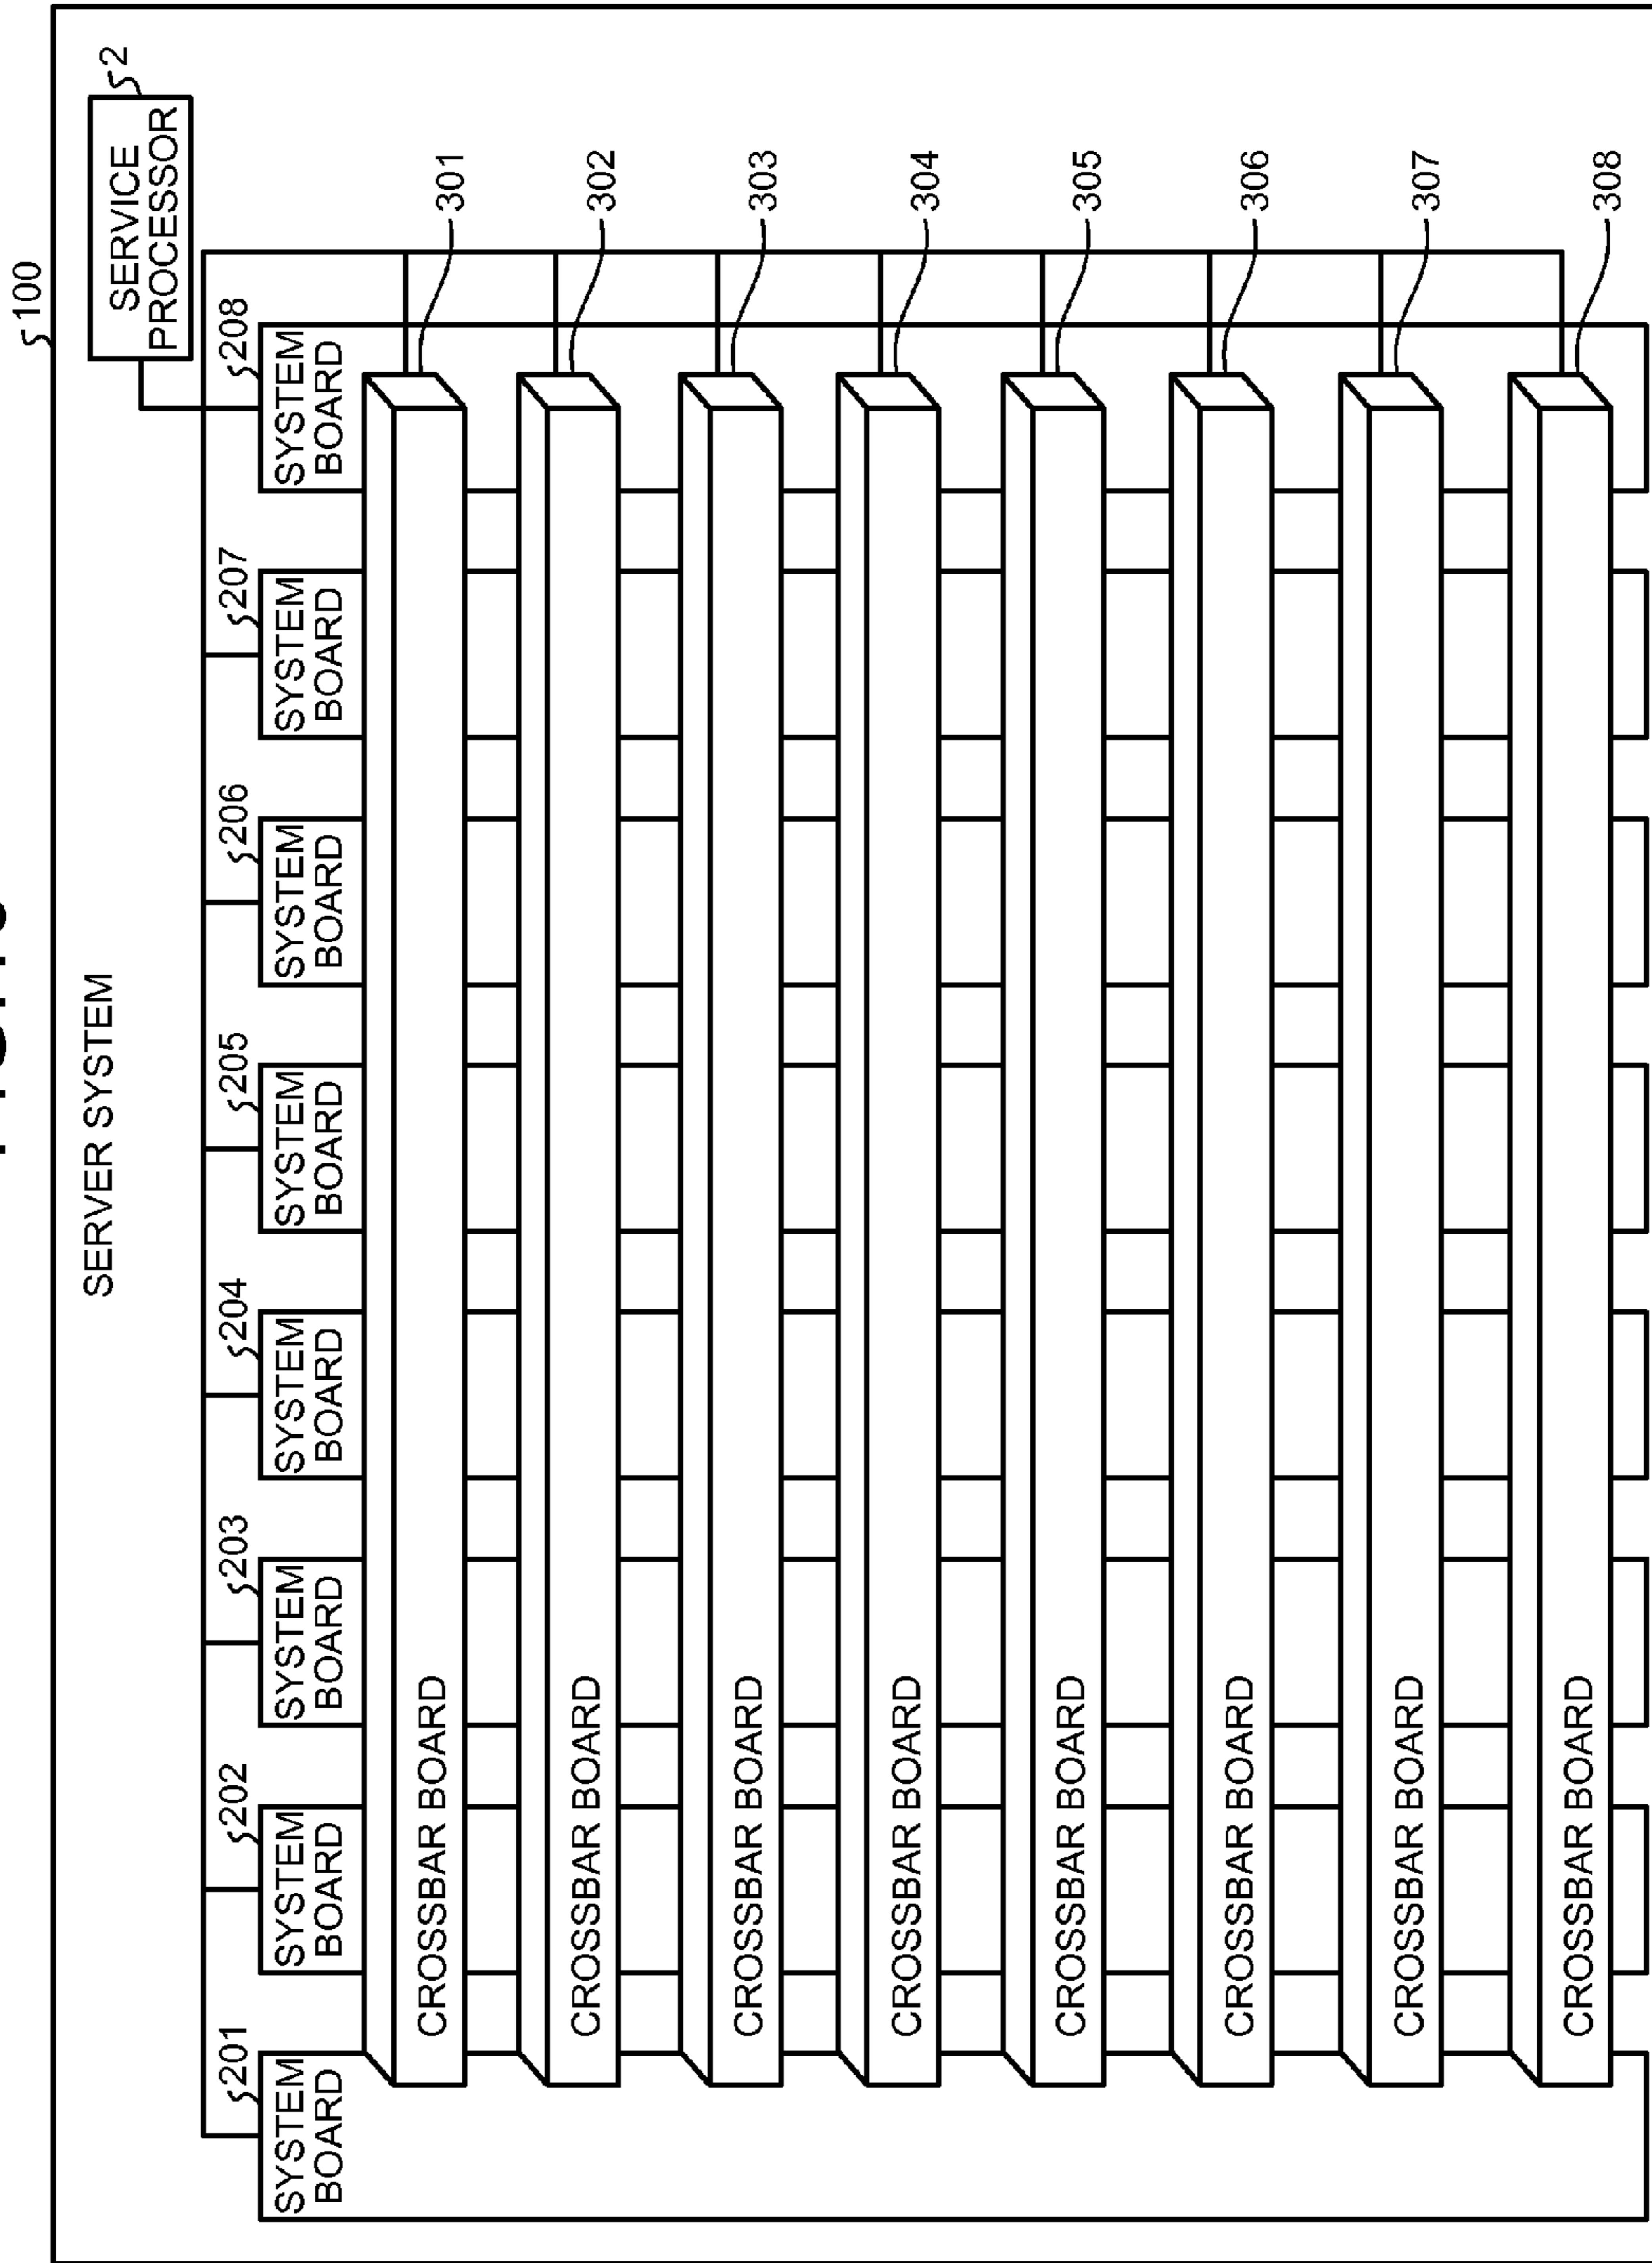 100
SERVER SYSTEM
SERVICE
PROCESSOR
2
201
202
203
204
205
206
207
208
SYSTEM
BOARD
SYSTEM
BOARD
SYSTEM
BOARD
SYSTEM
BOARD
SYSTEM
BOARD
SYSTEM
BOARD
SYSTEM
BOARD
SYSTEM
BOARD
CROSSBAR BOARD
301
CROSSBAR BOARD
302
CROSSBAR BOARD
303
CROSSBAR BOARD
304
CROSSBAR BOARD
305
CROSSBAR BOARD
306
CROSSBAR BOARD
307
CROSSBAR BOARD
308